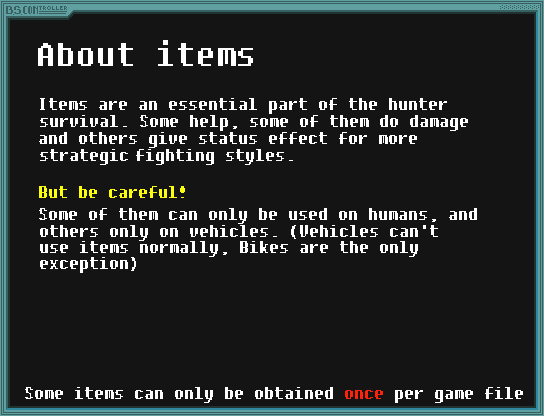 BS.CONTROLLER
About items
Items are an essential part of the hunter
survival. Some help, some of them do damage
and others give status effect for more
strategic fighting styles.
But be careful!
Some of them can only be used on humans, and
others only on vehicles. (Vehicles can't
use items normally, Bikes are the only
exception)
Some items can only be obtained once per game file